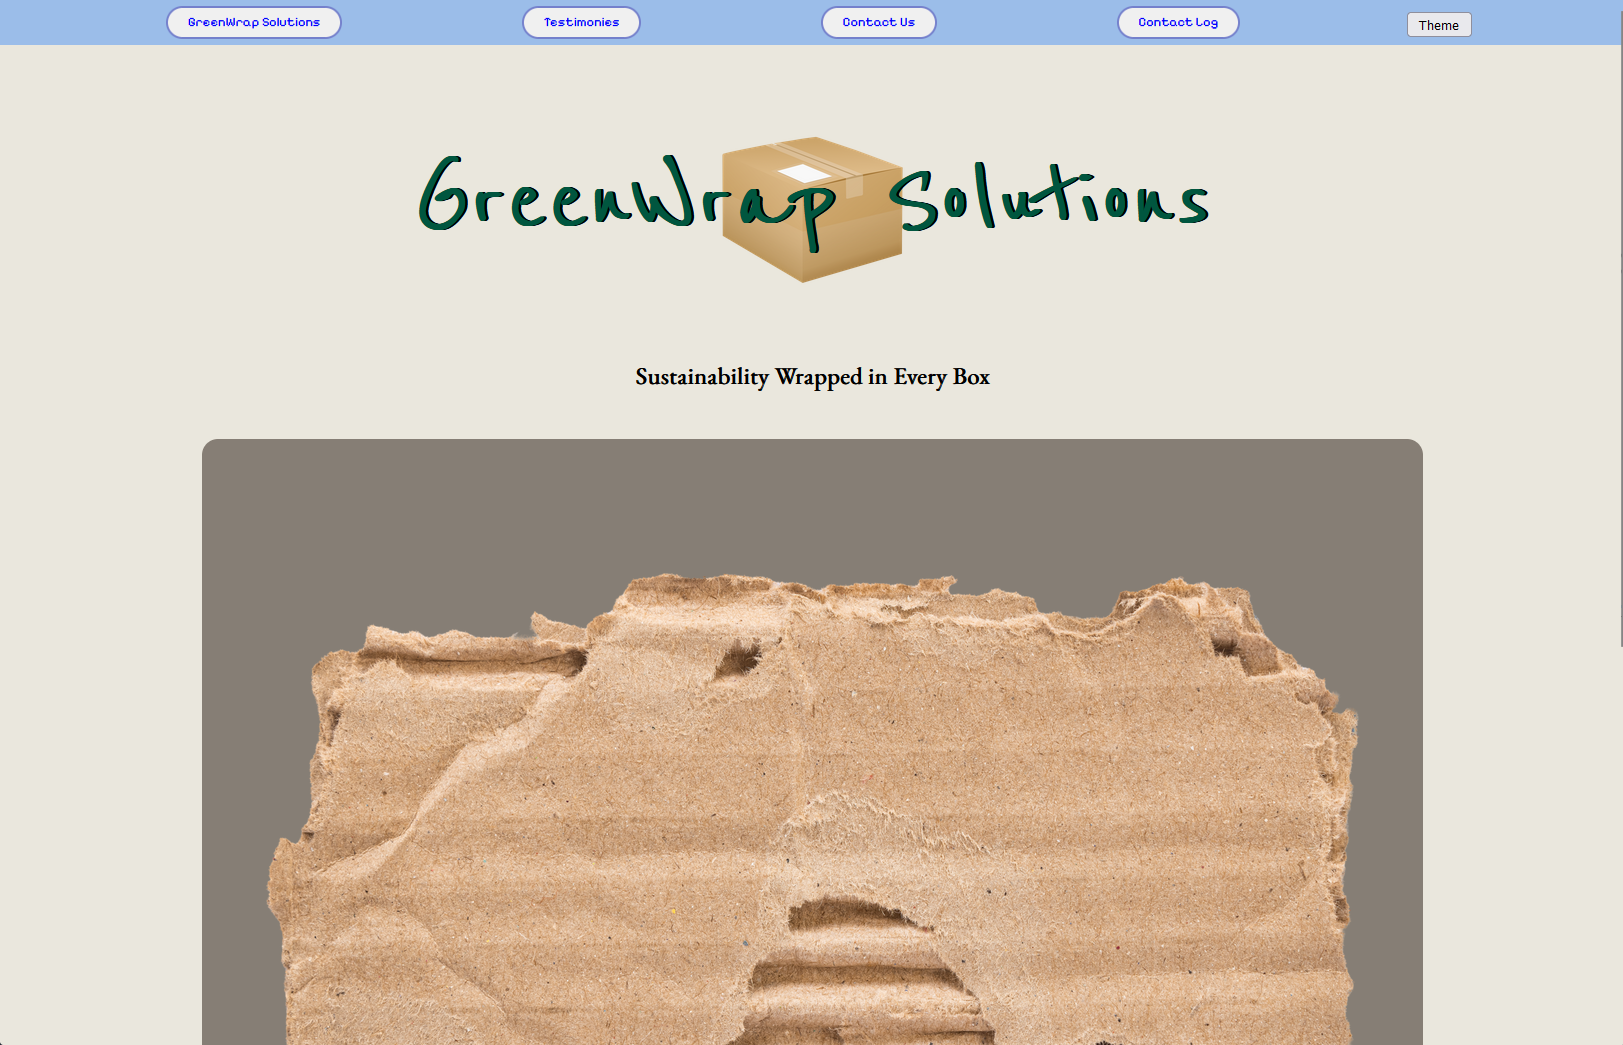 GreenWrap Solutions
Testimonies
Contact Us
Contact Log
Theme
GreenWrap Solutions
Sustainability Wrapped in Every Box